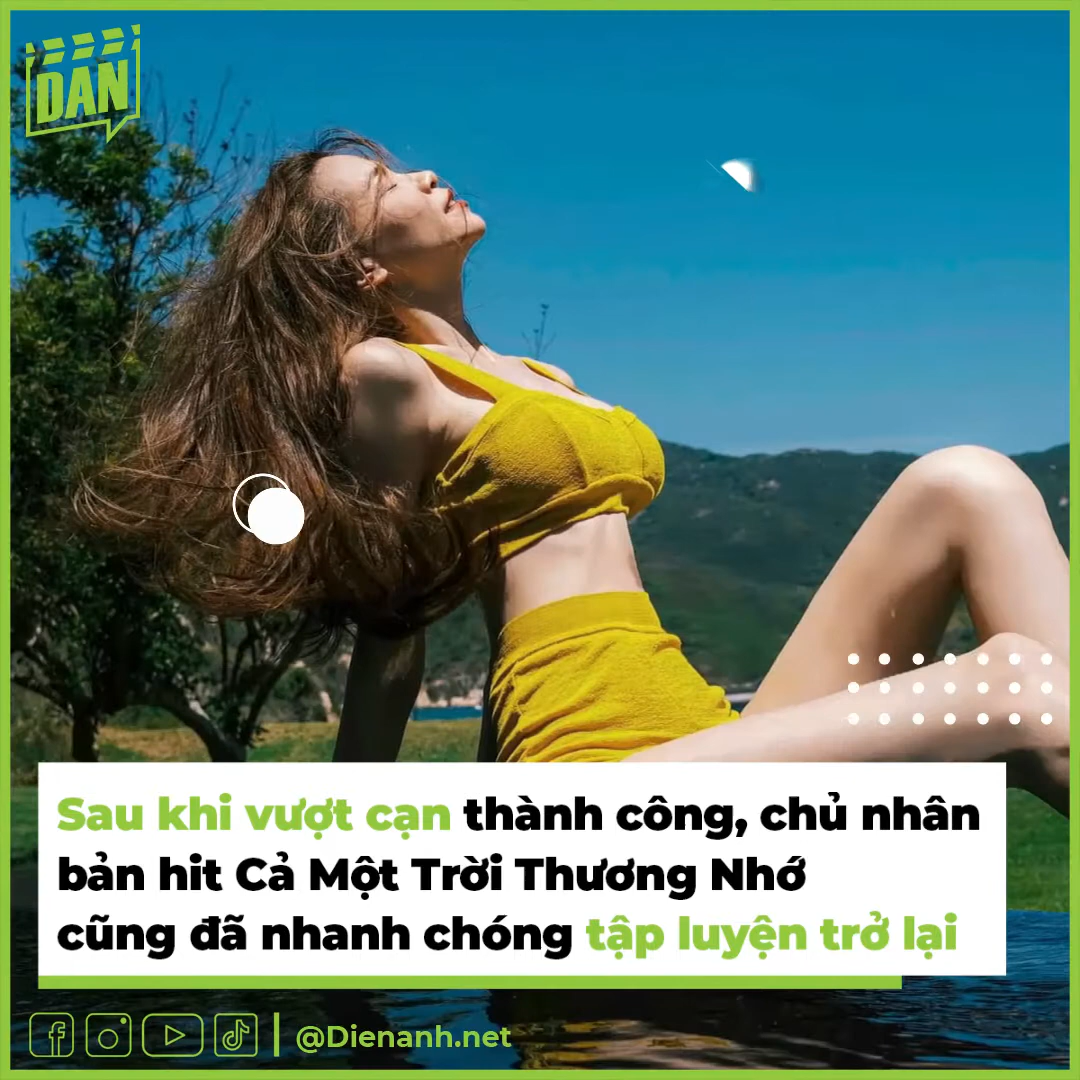 DAN
Sau khi vượt cạn thành công, chủ nhân
bản hit Cả Một Trời Thương Nhớ
cũng đã nhanh chóng tập luyện trở lại
@Dienanh.net